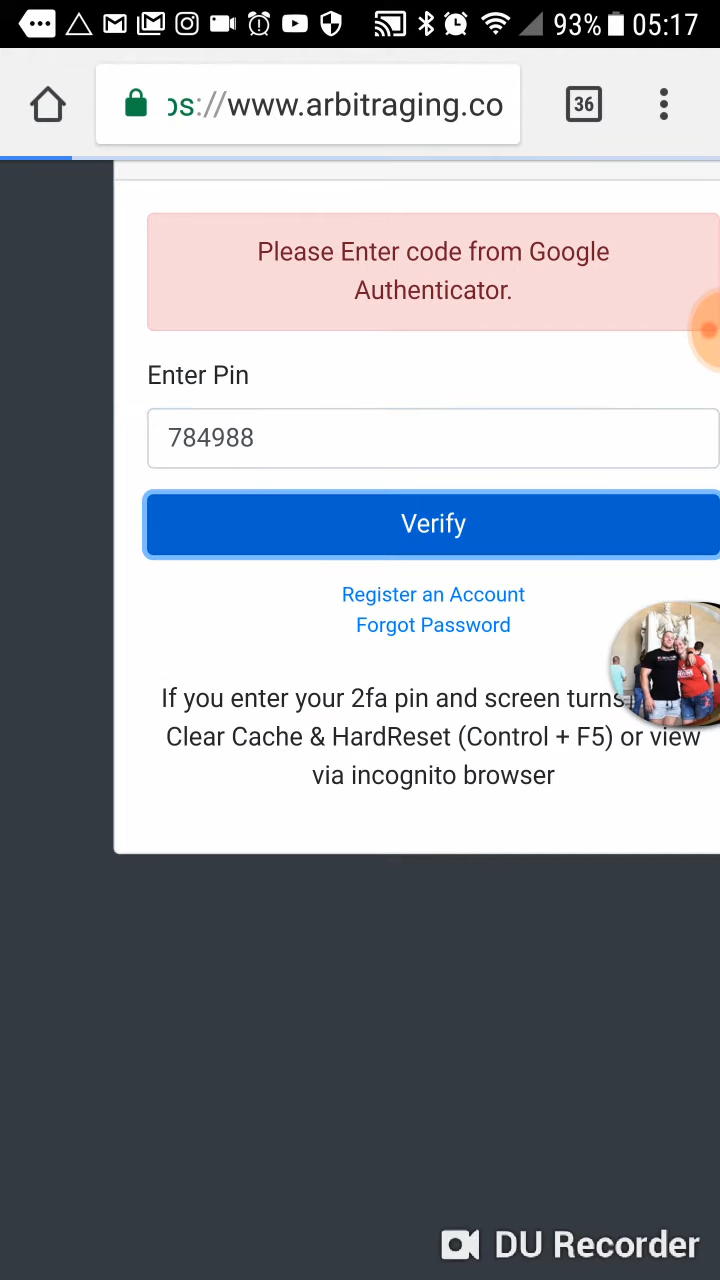 93% 05:17
ps://www.arbitraging.co
36
Please Enter code from Google
Authenticator.
Enter Pin
784988
Verify
Register an Account
Forgot Password
If you enter your 2fa pin and screen turns
Clear Cache & HardReset (Control + F5) or view
via incognito browser
DU Recorder